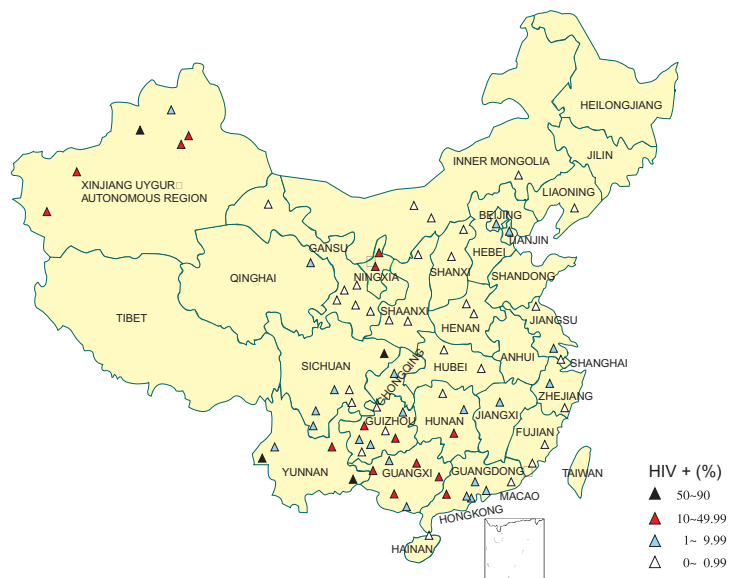 HEILONGJIANG
JILIN
INNER MONGOLIA
LIAONING
XINJIANG UYGUR□
AUTONOMOUS REGION
BEIJING
TIANJIN
GANSU
HEBEI
QINGHAI
NINGXIA
SHANXI
SHANDONG
TIBET
SHAANXI
JIANGSU
HENAN
ANHUI
SHANGHAI
SICHUAN
CHONGQING
HUBEI
ZHEJIANG
GUIZHOU
HUNAN
JIANGXI
FUJIAN
YUNNAN
GUANGXI
GUANGDONG
TAIWAN
MACAO
HONGKONG
HAINAN
HIV + (%)
50~90
10~49.99
1~ 9.99
0~ 0.99